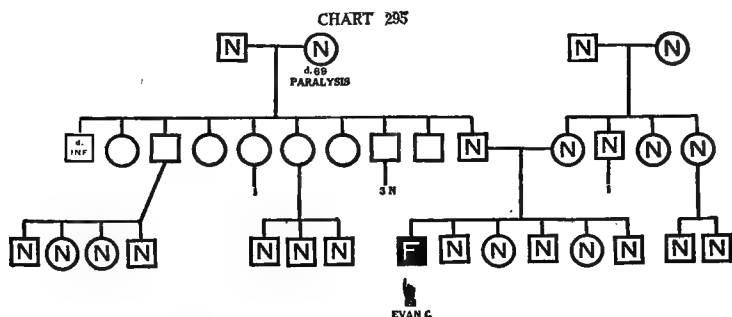 CHART 295
N N N N
d. 69
PARALYSIS
d.
INF
N N N N N
3 N
N N N N N N N F N N N N N N N
EVAN C.